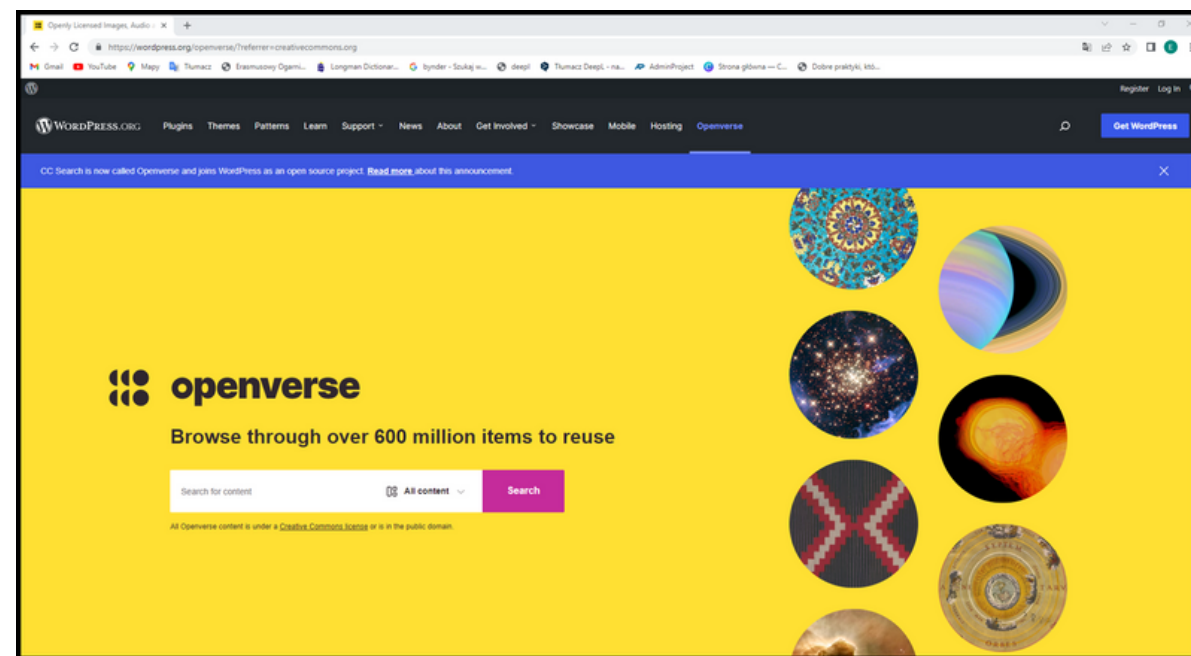 Openly Licensed Images, Audio
https://wordpress.org/openverse/?referrer=creativecommons.org
Gmail YouTube Mapy Tłumacz Erasmusowy Ogarni... Longman Dictionar... bynder - Szukaj w... deepl Tłumacz DeepL - na... AdminProject Strona główna — C... Dobre praktyki, któ...
Register Log In
WORDPRESS.ORG Plugins Themes Patterns Learn Support News About Get Involved Showcase Mobile Hosting Openverse Get WordPress
CC Search is now called Openverse and joins WordPress as an open source project. Read more about this announcement.
openverse
Browse through over 600 million items to reuse
Search for content All content Search
All Openverse content is under a Creative Commons license or is in the public domain.